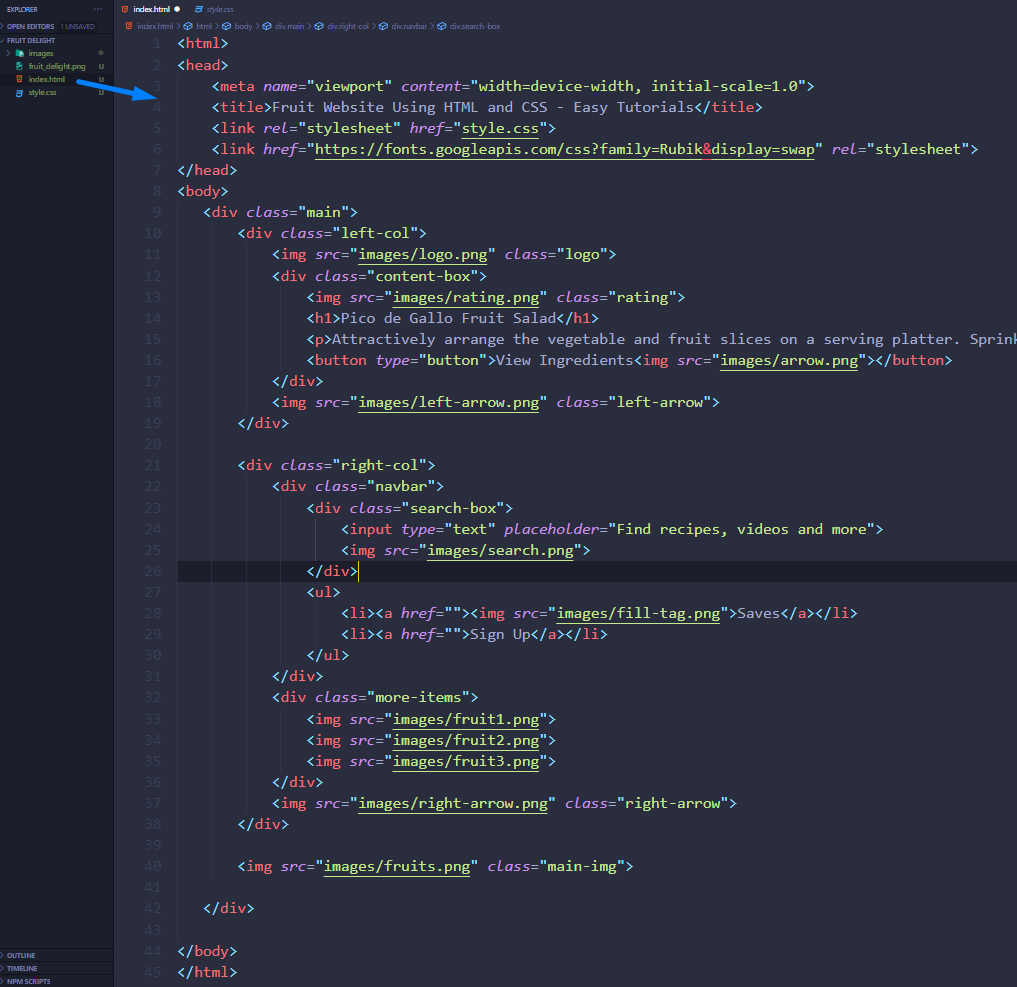 EXPLORER ···
index.html ● style.css
OPEN EDITORS 1 UNSAVED
index.html > html > body > div.main > div.right-col > div.navbar > div.search-box
FRUIT DELIGHT
images
fruit_delight.png U
index.html U
style.css U
1 <html>
2 <head>
3 <meta name="viewport" content="width=device-width, initial-scale=1.0">
4 <title>Fruit Website Using HTML and CSS - Easy Tutorials</title>
5 <link rel="stylesheet" href="style.css">
6 <link href="https://fonts.googleapis.com/css?family=Rubik&display=swap" rel="stylesheet">
7 </head>
8 <body>
9 <div class="main">
10 <div class="left-col">
11 <img src="images/logo.png" class="logo">
12 <div class="content-box">
13 <img src="images/rating.png" class="rating">
14 <h1>Pico de Gallo Fruit Salad</h1>
15 <p>Attractively arrange the vegetable and fruit slices on a serving platter. Sprink
16 <button type="button">View Ingredients<img src="images/arrow.png"></button>
17 </div>
18 <img src="images/left-arrow.png" class="left-arrow">
19 </div>
20
21 <div class="right-col">
22 <div class="navbar">
23 <div class="search-box">
24 <input type="text" placeholder="Find recipes, videos and more">
25 <img src="images/search.png">
26 </div>
27 <ul>
28 <li><a href=""><img src="images/fill-tag.png">Saves</a></li>
29 <li><a href="">Sign Up</a></li>
30 </ul>
31 </div>
32 <div class="more-items">
33 <img src="images/fruit1.png">
34 <img src="images/fruit2.png">
35 <img src="images/fruit3.png">
36 </div>
37 <img src="images/right-arrow.png" class="right-arrow">
38 </div>
39
40 <img src="images/fruits.png" class="main-img">
41
42 </div>
43
44 </body>
45 </html>
OUTLINE
TIMELINE
NPM SCRIPTS